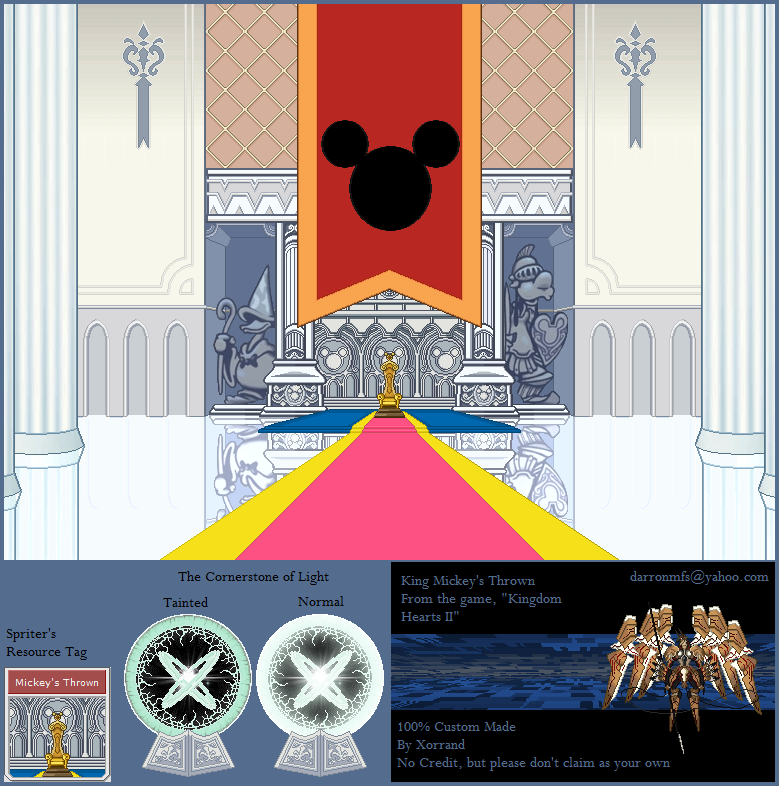 The Cornerstone of Light
Tainted
Normal
Spriter's
Resource Tag
Mickey's Thrown
King Mickey's Thrown
From the game, "Kingdom
Hearts II"
darronmfs@yahoo.com
100% Custom Made
By Xorrand
No Credit, but please don't claim as your own